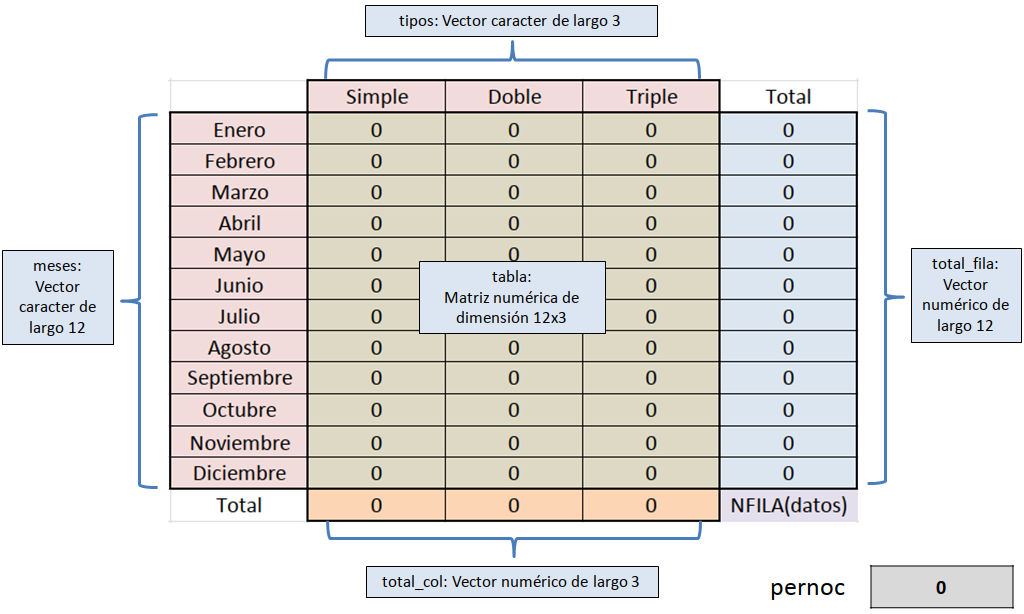 tipos: Vector caracter de largo 3
Simple Doble Triple Total
Enero 0 0 0 0
Febrero 0 0 0 0
Marzo 0 0 0 0
Abril 0 0 0 0
Mayo 0 0 0 0
Junio 0 0 0
Julio 0 0 0
Agosto 0 0 0 0
Septiembre 0 0 0 0
Octubre 0 0 0 0
Noviembre 0 0 0 0
Diciembre 0 0 0 0
Total 0 0 0 NFILA(datos)
meses:
Vector
caracter de
largo 12
tabla:
Matriz numérica de
dimensión 12x3
total_fila:
Vector
numérico de
largo 12
total_col: Vector numérico de largo 3
pernoc 0